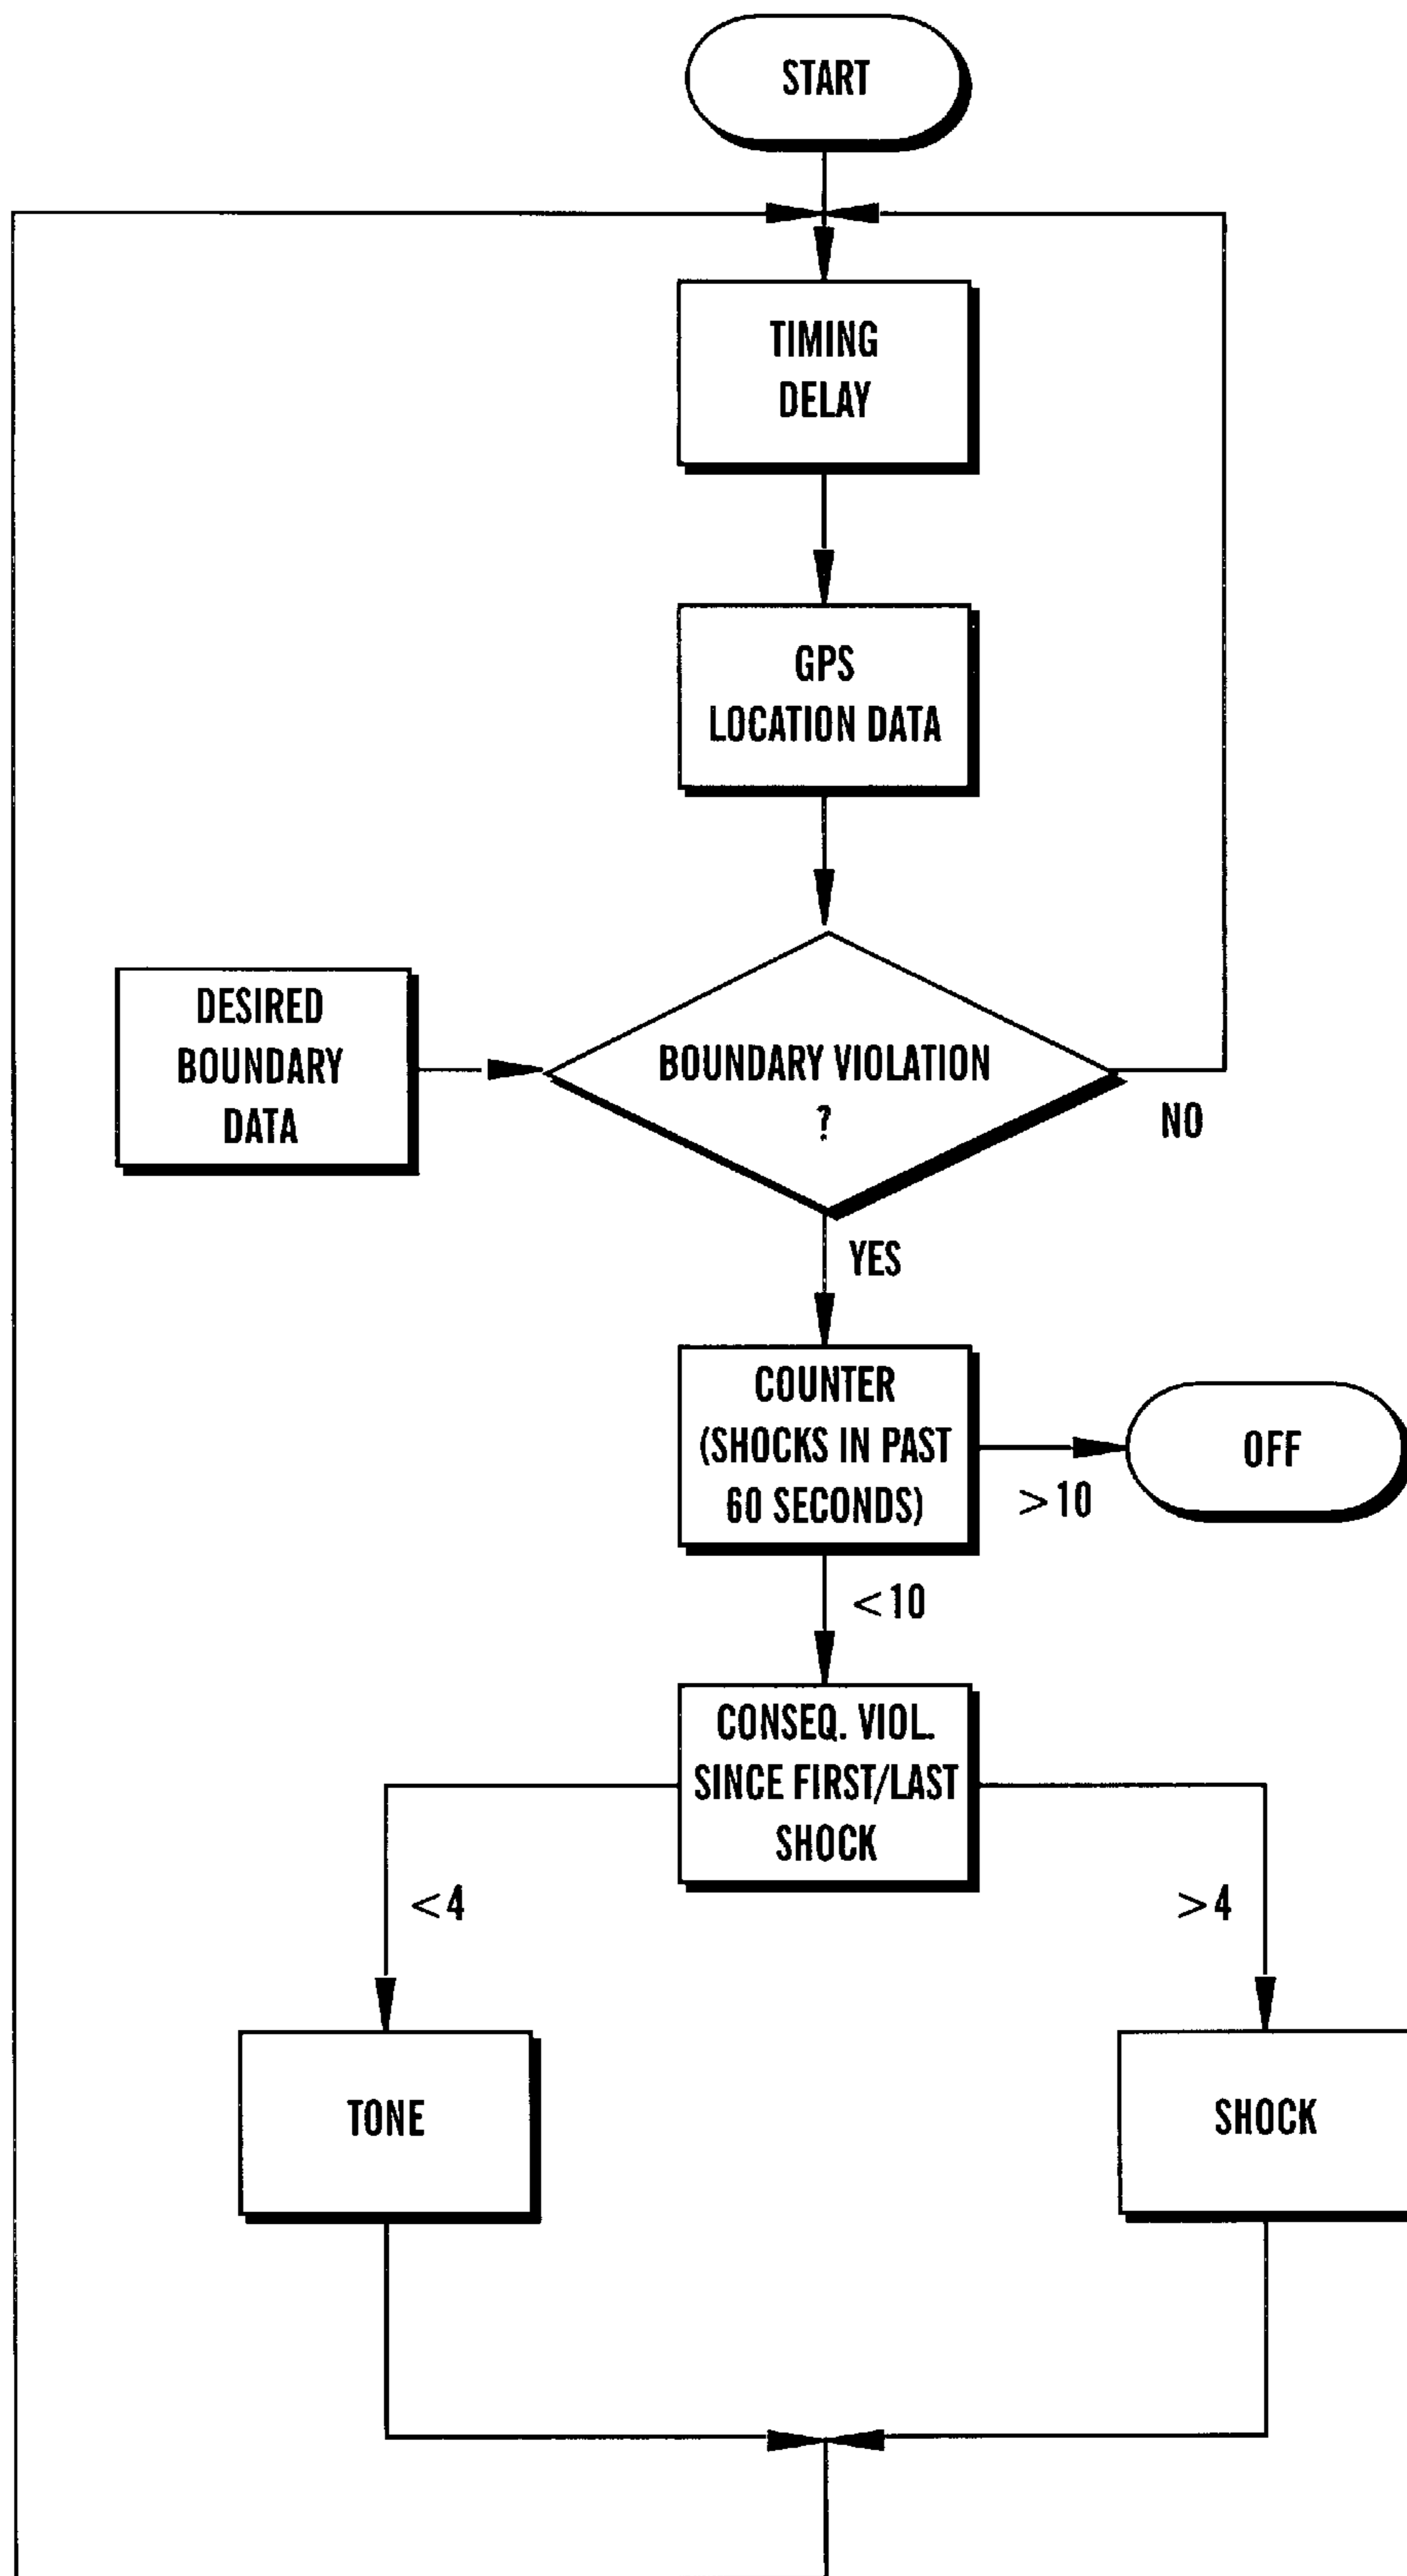 START
TIMING
DELAY
GPS
LOCATION DATA
DESIRED
BOUNDARY
DATA
BOUNDARY VIOLATION
?
NO
YES
COUNTER
(SHOCKS IN PAST
60 SECONDS)
>10
OFF
<10
CONSEQ. VIOL.
SINCE FIRST/LAST
SHOCK
<4
>4
TONE
SHOCK